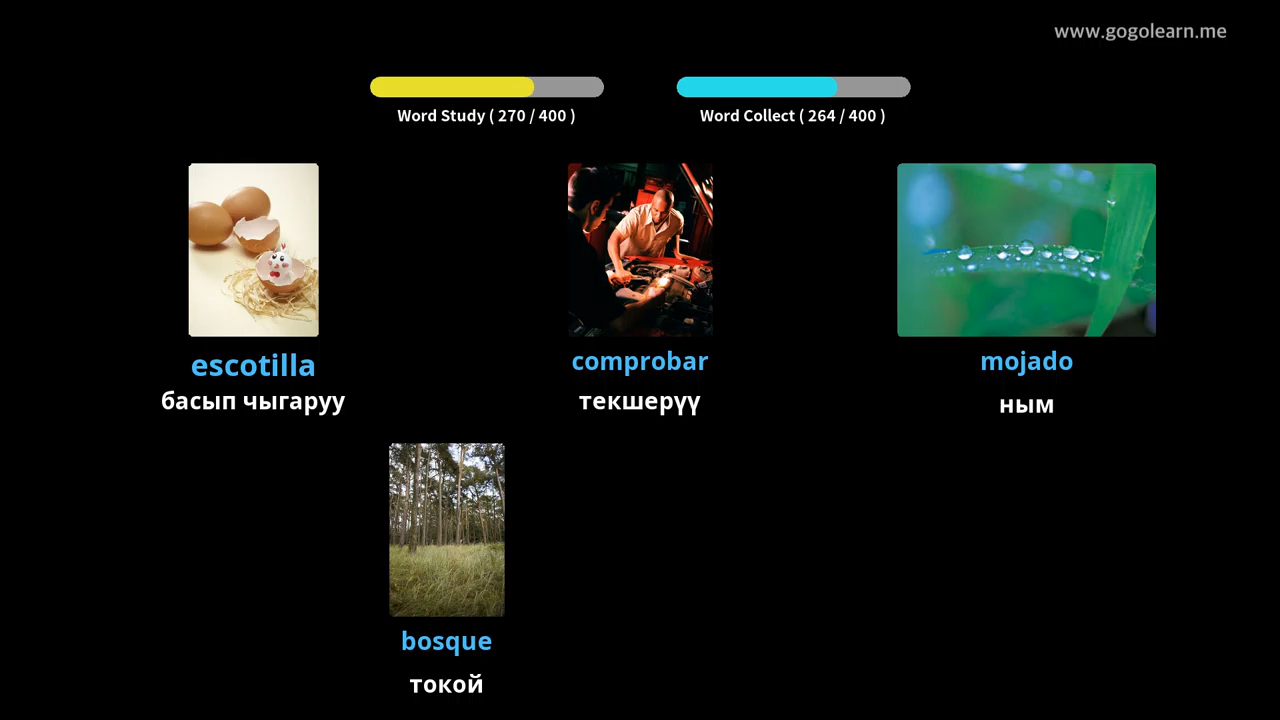 www.gogolearn.me
Word Study ( 270 / 400 )
Word Collect ( 264 / 400 )
escotilla
басып чыгаруу
comprobar
текшерүү
mojado
ным
bosque
токой